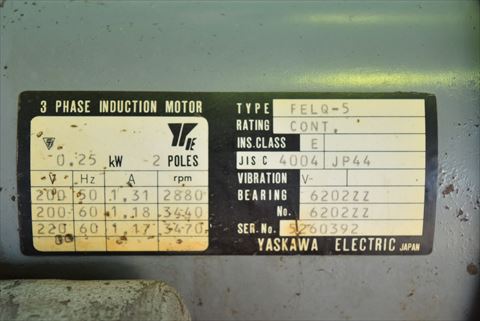 3 PHASE INDUCTION MOTOR
YE
0.25 kW 2 POLES
V Hz A rpm
200 50 1.31 2880
200 60 1.18 3440
220 60 1.17 3470
TYPE FELQ-5
RATING CONT.
INS.CLASS E
JIS C 4004 JP44
VIBRATION V-
BEARING 6202ZZ
No. 6202ZZ
SER.No. 5260392
YASKAWA ELECTRIC JAPAN